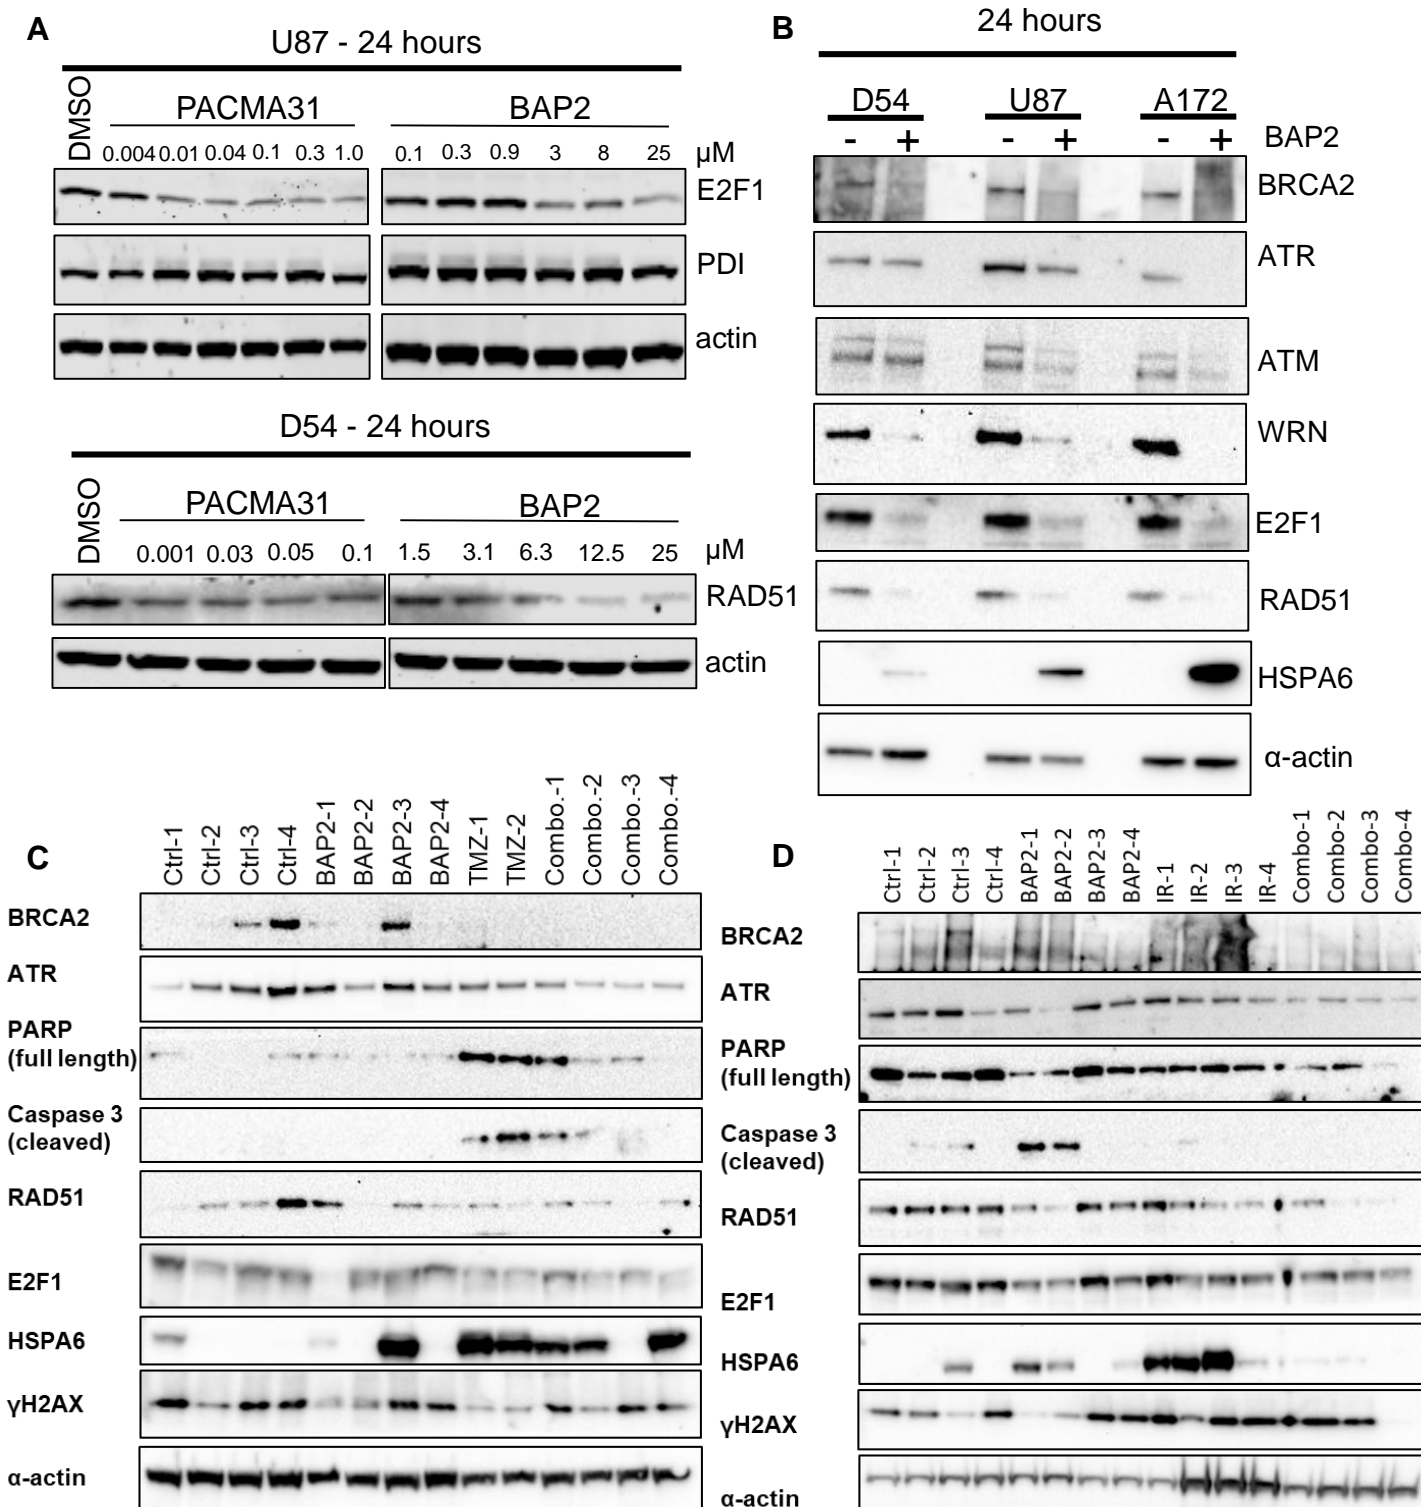 A
U87 - 24 hours
DMSO
PACMA31
BAP2
0.004 0.01 0.04 0.1 0.3 1.0
0.1 0.3 0.9 3 8 25 µM
E2F1
PDI
actin
D54 - 24 hours
DMSO
PACMA31
BAP2
0.001 0.03 0.05 0.1
1.5 3.1 6.3 12.5 25 µM
RAD51
actin
B
24 hours
D54 U87 A172
- + - + - + BAP2
BRCA2
ATR
ATM
WRN
E2F1
RAD51
HSPA6
α-actin
C
Ctrl-1 Ctrl-2 Ctrl-3 Ctrl-4 BAP2-1 BAP2-2 BAP2-3 BAP2-4 TMZ-1 TMZ-2 Combo.-1 Combo.-2 Combo.-3 Combo.-4
BRCA2
ATR
PARP
(full length)
Caspase 3
(cleaved)
RAD51
E2F1
HSPA6
γH2AX
α-actin
D
Ctrl-1 Ctrl-2 Ctrl-3 Ctrl-4 BAP2-1 BAP2-2 BAP2-3 BAP2-4 IR-1 IR-2 IR-3 IR-4 Combo-1 Combo-2 Combo-3 Combo-4
BRCA2
ATR
PARP
(full length)
Caspase 3
(cleaved)
RAD51
E2F1
HSPA6
γH2AX
α-actin